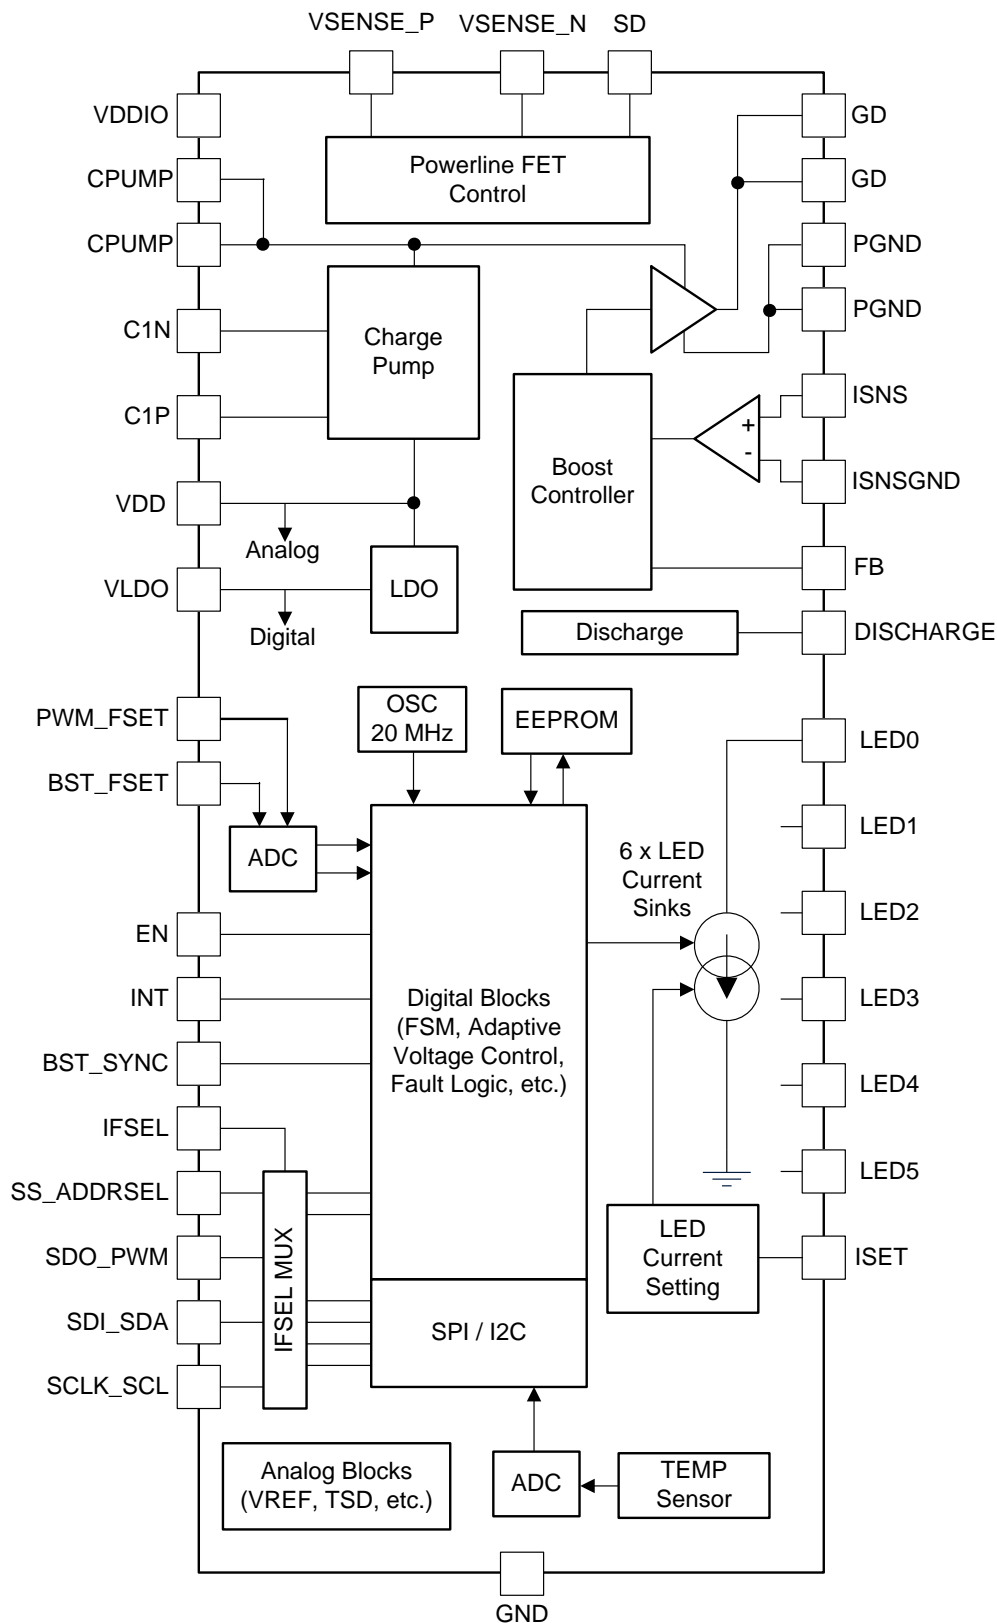 VSENSE_P
VSENSE_N
SD
VDDIO
GD
Powerline FET
Control
CPUMP
GD
CPUMP
PGND
PGND
C1N
Charge
Pump
ISNS
+
-
C1P
Boost
Controller
ISNSGND
VDD
Analog
VLDO
LDO
FB
Digital
Discharge
DISCHARGE
PWM_FSET
OSC
20 MHz
EEPROM
LED0
BST_FSET
ADC
6 x LED
Current
Sinks
LED1
LED2
EN
INT
Digital Blocks
(FSM, Adaptive
Voltage Control,
Fault Logic, etc.)
LED3
BST_SYNC
LED4
IFSEL
LED5
SS_ADDRSEL
IFSEL MUX
SDO_PWM
LED
Current
Setting
ISET
SDI_SDA
SPI / I2C
SCLK_SCL
Analog Blocks
(VREF, TSD, etc.)
ADC
TEMP
Sensor
GND